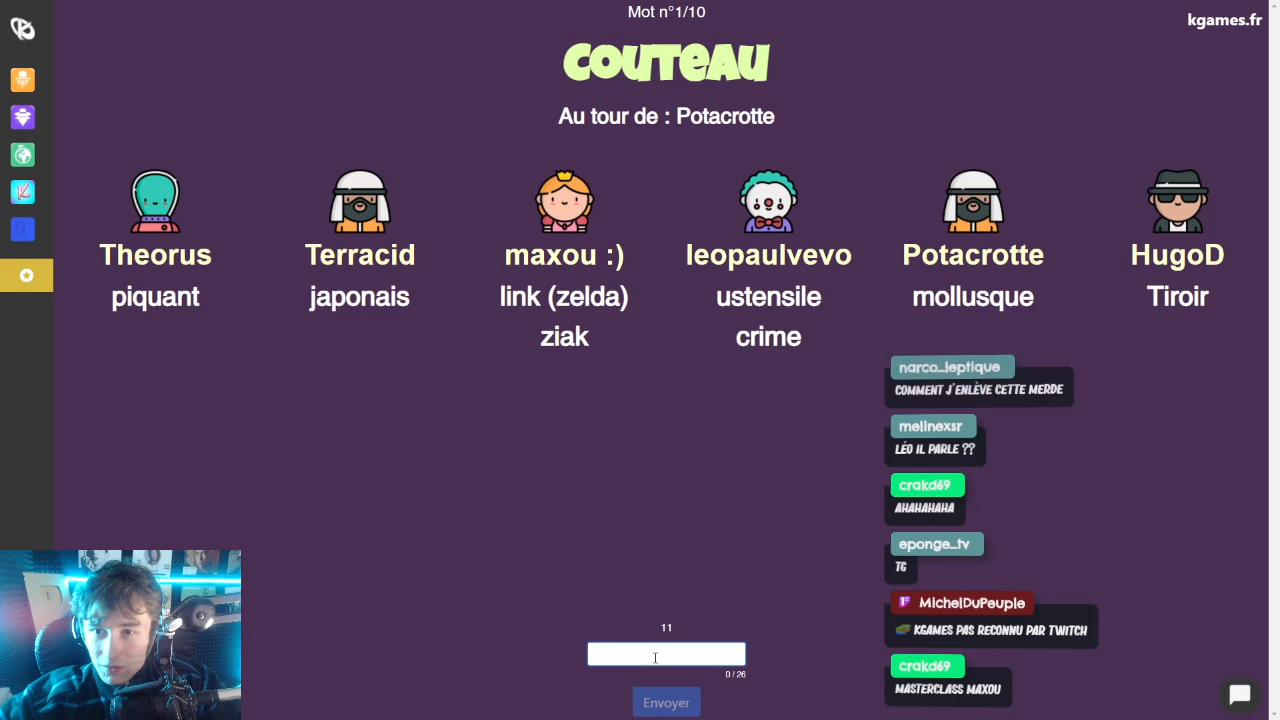 Mot n°1/10
kgames.fr
COUTEAU
Au tour de : Potacrotte
Theorus
Terracid
maxou :)
leopaulvevo
Potacrotte
HugoD
piquant
japonais
link (zelda)
ustensile
mollusque
Tiroir
ziak
crime
narco_leptique
COMMENT J'ENLÈVE CETTE MERDE
melinexsr
LÉO IL PARLE ??
crakd69
AHAHAHAHA
eponge_tv
TG
MichelDuPeuple
KGAMES PAS RECONNU PAR TWITCH
crakd69
MASTERCLASS MAXOU
11
0 / 26
Envoyer